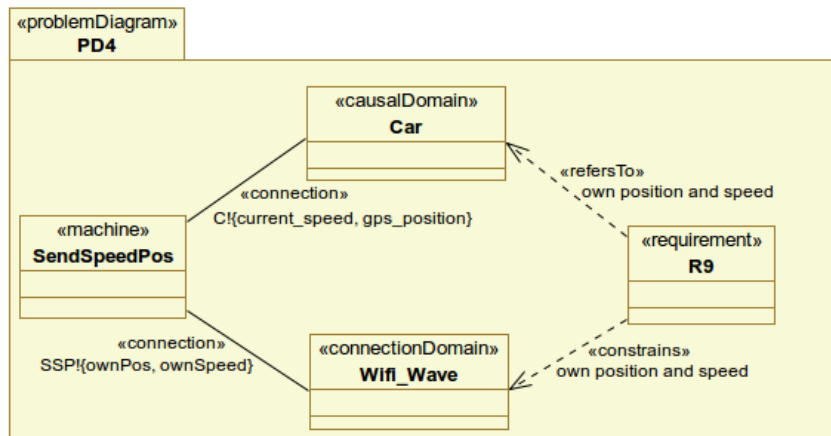 «problemDiagram»
PD4
«causalDomain»
Car
«connection»
C!{current_speed, gps_position}
«refersTo»
own position and speed
«machine»
SendSpeedPos
«requirement»
R9
«connection»
SSP!{ownPos, ownSpeed}
«connectionDomain»
Wifi_Wave
«constrains»
own position and speed